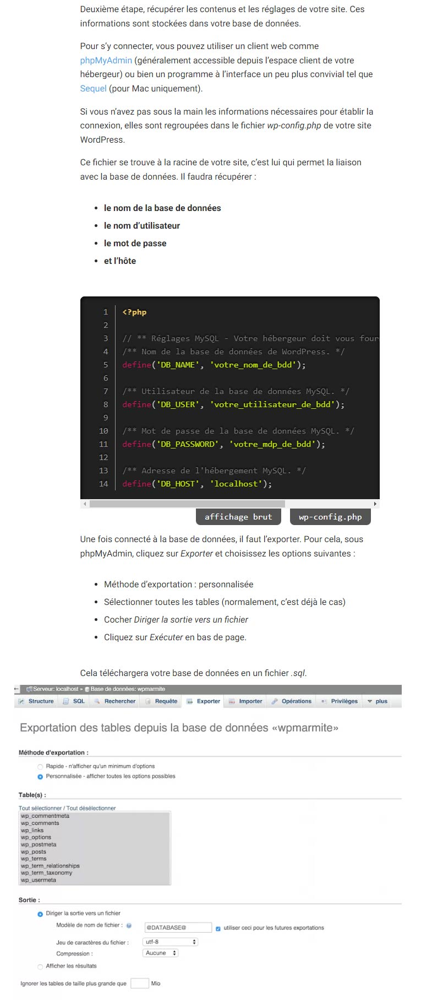 Deuxième étape, récupérer les contenus et les réglages de votre site. Ces
informations sont stockées dans votre base de données.
Pour s’y connecter, vous pouvez utiliser un client web comme
phpMyAdmin (généralement accessible depuis l’espace client de votre
hébergeur) ou bien un programme à l’interface un peu plus convivial tel que
Sequel (pour Mac uniquement).
Si vous n’avez pas sous la main les informations nécessaires pour établir la
connexion, elles sont regroupées dans le fichier wp-config.php de votre site
WordPress.
Ce fichier se trouve à la racine de votre site, c’est lui qui permet la liaison
avec la base de données. Il faudra récupérer :
• le nom de la base de données
• le nom d’utilisateur
• le mot de passe
• et l’hôte
1 <?php
2
3 // ** Réglages MySQL - Votre hébergeur doit vous four
4 /** Nom de la base de données de WordPress. */
5 define('DB_NAME', 'votre_nom_de_bdd');
6
7 /** Utilisateur de la base de données MySQL. */
8 define('DB_USER', 'votre_utilisateur_de_bdd');
9
10 /** Mot de passe de la base de données MySQL. */
11 define('DB_PASSWORD', 'votre_mdp_de_bdd');
12
13 /** Adresse de l'hébergement MySQL. */
14 define('DB_HOST', 'localhost');
affichage brut wp-config.php
Une fois connecté à la base de données, il faut l’exporter. Pour cela, sous
phpMyAdmin, cliquez sur Exporter et choisissez les options suivantes :
• Méthode d’exportation : personnalisée
• Sélectionner toutes les tables (normalement, c’est déjà le cas)
• Cocher Diriger la sortie vers un fichier
• Cliquez sur Exécuter en bas de page.
Cela téléchargera votre base de données en un fichier .sql.
Serveur: localhost » Base de données: wpmarmite
Structure SQL Rechercher Requête Exporter Importer Opérations Privilèges plus
Exportation des tables depuis la base de données «wpmarmite»
Méthode d'exportation :
Rapide - n'afficher qu'un minimum d'options
Personnalisée - afficher toutes les options possibles
Table(s) :
Tout sélectionner / Tout désélectionner
wp_commentmeta
wp_comments
wp_links
wp_options
wp_postmeta
wp_posts
wp_terms
wp_term_relationships
wp_term_taxonomy
wp_usermeta
Sortie :
Diriger la sortie vers un fichier
Modèle de nom de fichier : @DATABASE@ utiliser ceci pour les futures exportations
Jeu de caractères du fichier : utf-8
Compression : Aucune
Afficher les résultats
Ignorer les tables de taille plus grande que Mio